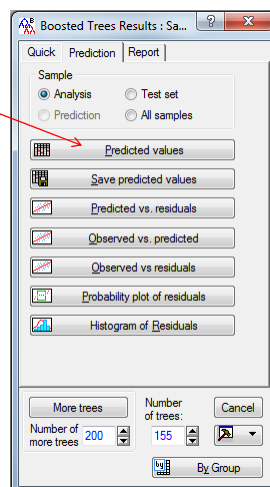 Boosted Trees Results : Sa...
Quick Prediction Report
Sample
Analysis Test set
Prediction All samples
Predicted values
Save predicted values
Predicted vs. residuals
Observed vs. predicted
Observed vs residuals
Probability plot of residuals
Histogram of Residuals
More trees
Number of more trees 200
Number of trees:
155
Cancel
By Group